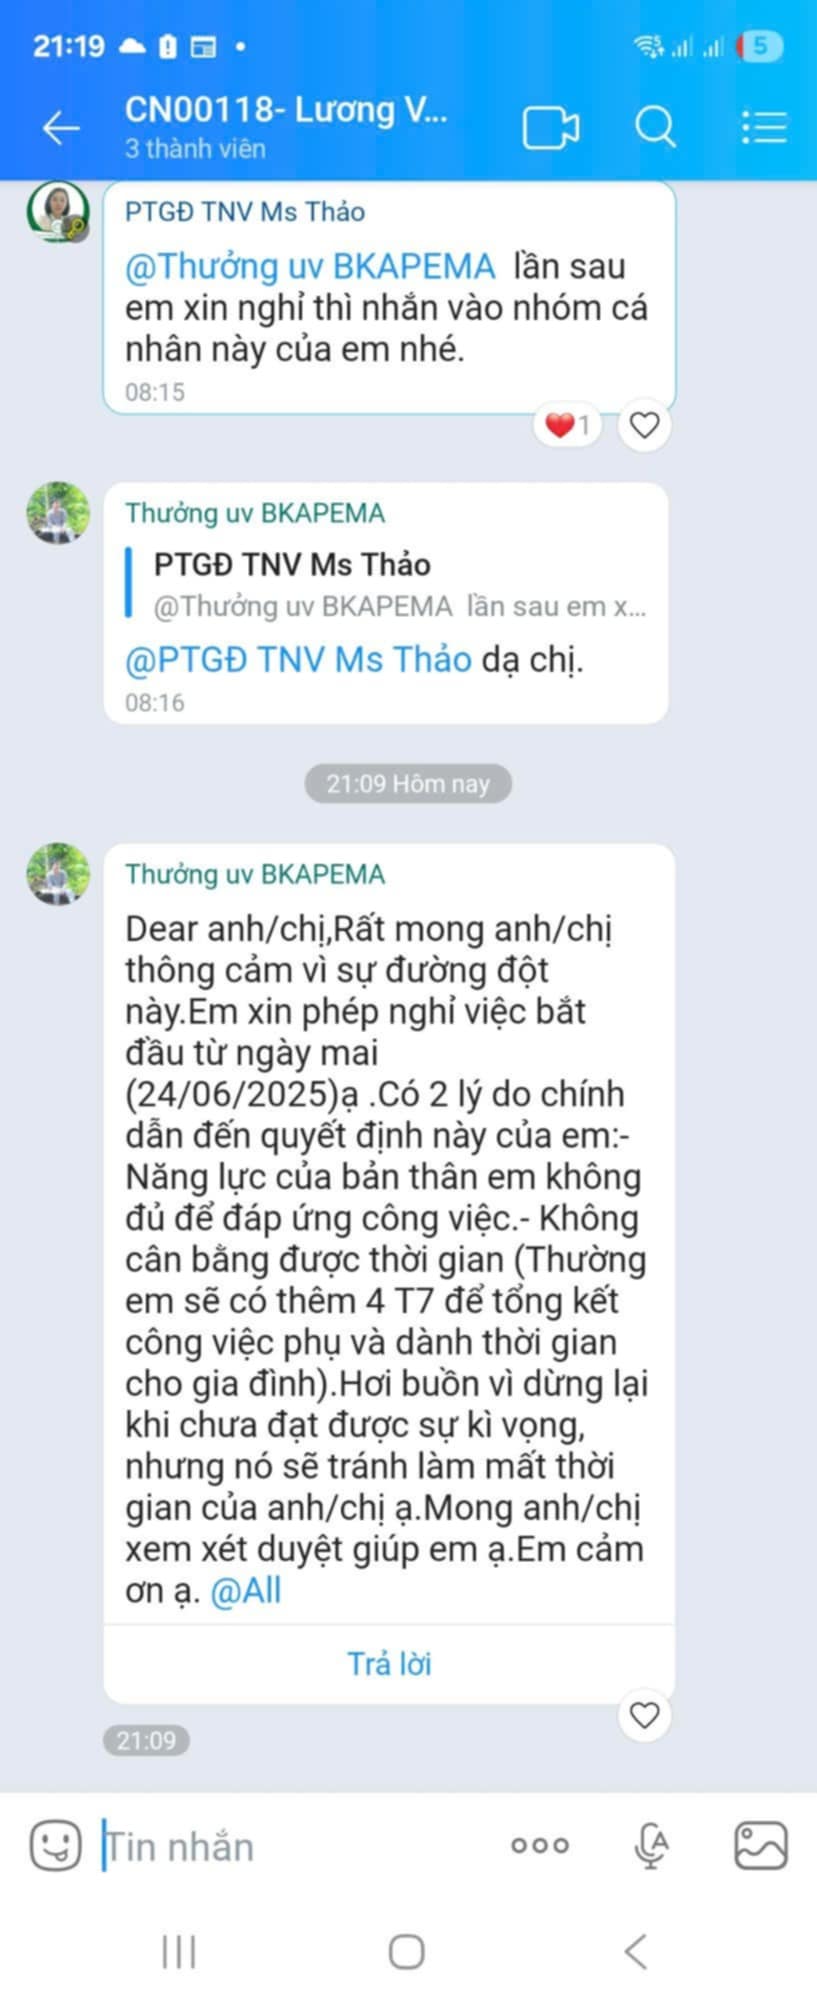 21:19
5
CN00118- Lương V...
3 thành viên
PTGĐ TNV Ms Thảo
@Thưởng uv BKAPEMA lần sau
em xin nghỉ thì nhắn vào nhóm cá
nhân này của em nhé.
08:15
1
Thưởng uv BKAPEMA
PTGĐ TNV Ms Thảo
@Thưởng uv BKAPEMA lần sau em x...
@PTGĐ TNV Ms Thảo dạ chị.
08:16
21:09 Hôm nay
Thưởng uv BKAPEMA
Dear anh/chị,Rất mong anh/chị
thông cảm vì sự đường đột
này.Em xin phép nghỉ việc bắt
đầu từ ngày mai
(24/06/2025)ạ .Có 2 lý do chính
dẫn đến quyết định này của em:-
Năng lực của bản thân em không
đủ để đáp ứng công việc.- Không
cân bằng được thời gian (Thường
em sẽ có thêm 4 T7 để tổng kết
công việc phụ và dành thời gian
cho gia đình).Hơi buồn vì dừng lại
khi chưa đạt được sự kì vọng,
nhưng nó sẽ tránh làm mất thời
gian của anh/chị ạ.Mong anh/chị
xem xét duyệt giúp em ạ.Em cảm
ơn ạ. @All
Trả lời
21:09
Tin nhắn